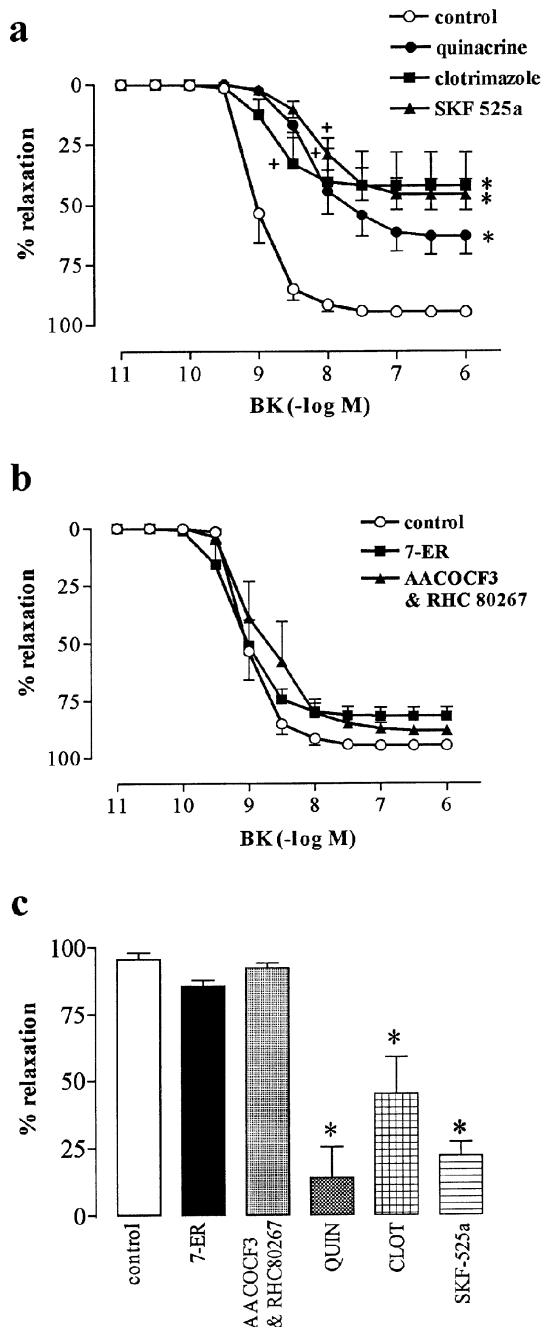 a
control
quinacrine
clotrimazole
SKF 525a
% relaxation
0
25
50
75
100
+
+
+
*
*
*
11 10 9 8 7 6
BK (-log M)
b
control
7-ER
AACOCF3
& RHC 80267
% relaxation
0
25
50
75
100
11 10 9 8 7 6
BK (-log M)
c
% relaxation
100
75
50
25
0
*
*
*
control
7-ER
AACOCF3
& RHC80267
QUIN
CLOT
SKF-525a